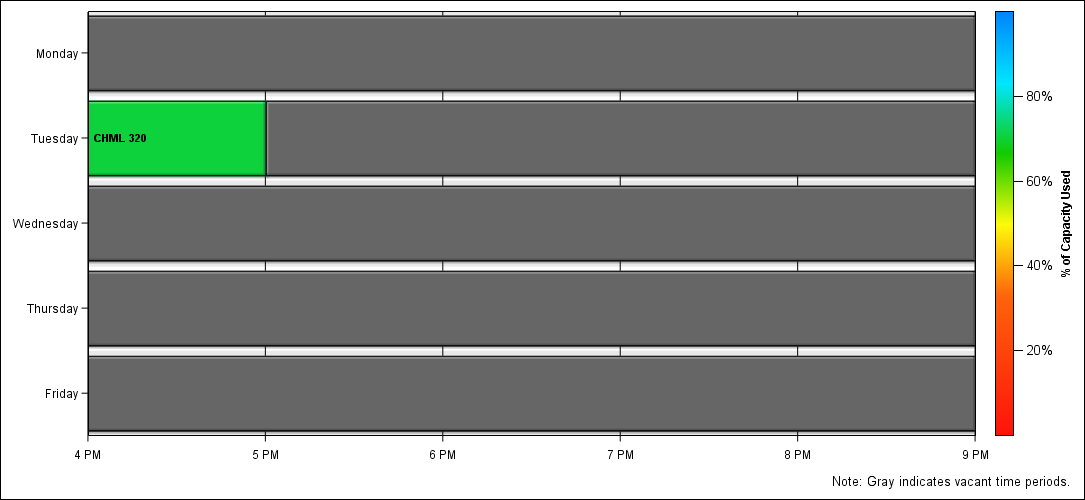 Monday
Tuesday
CHML 320
Wednesday
Thursday
Friday
4 PM
5 PM
6 PM
7 PM
8 PM
9 PM
80%
60%
40%
20%
% of Capacity Used
Note: Gray indicates vacant time periods.